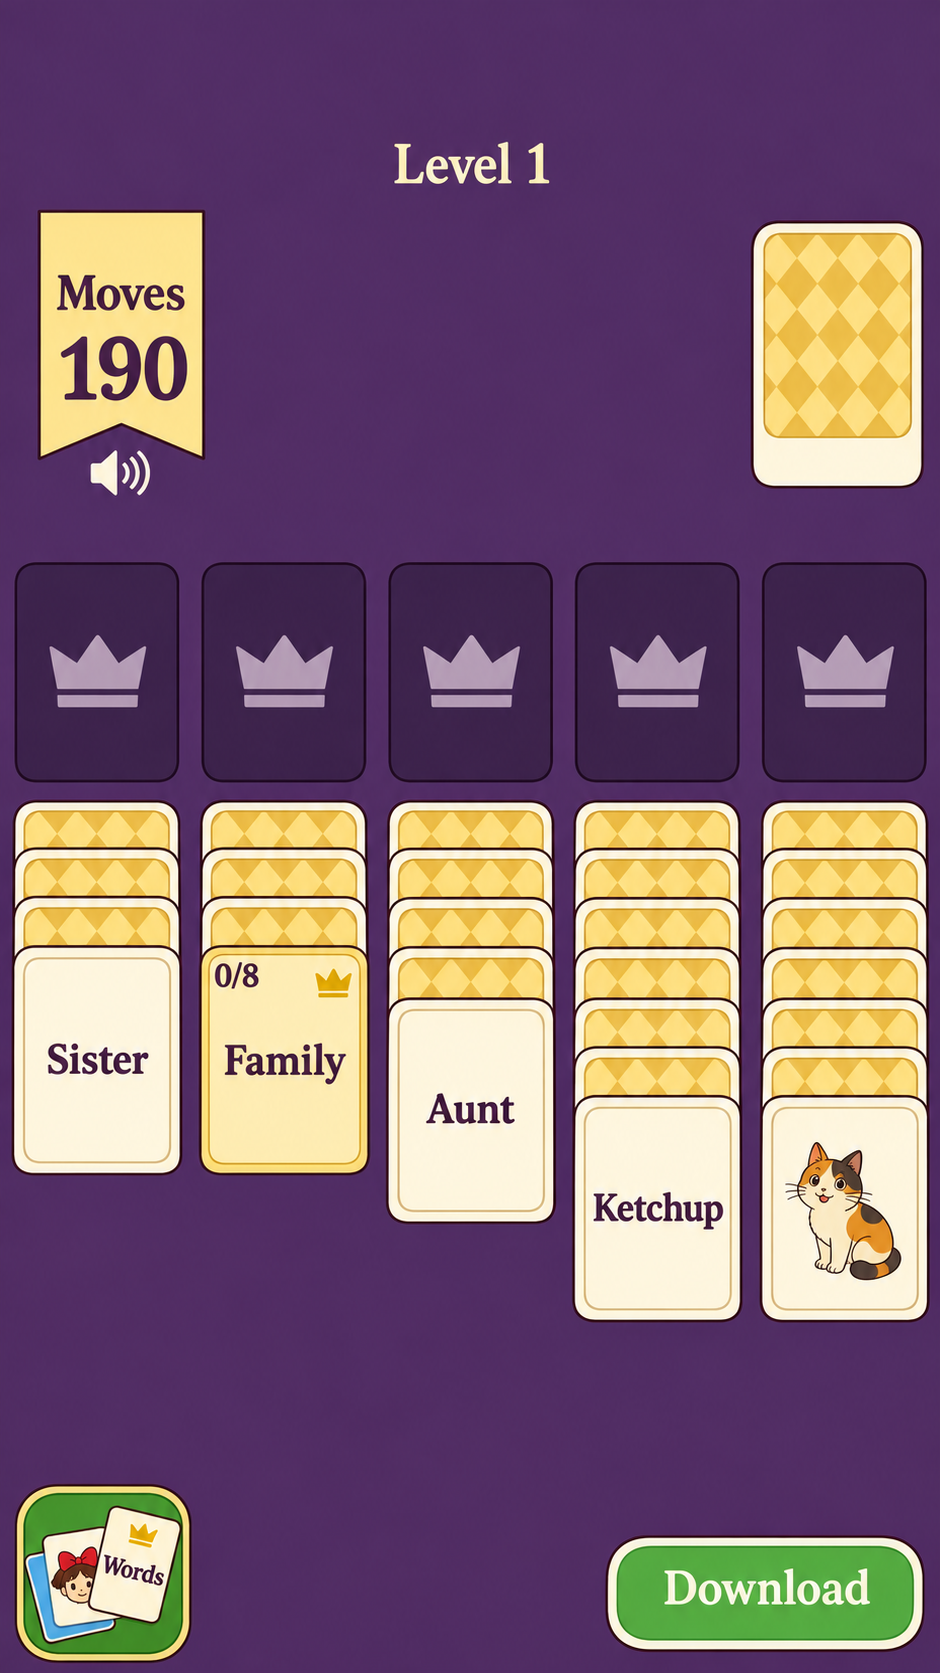 Level 1
Moves
190
0/8
Sister
Family
Aunt
Ketchup
Words
Download